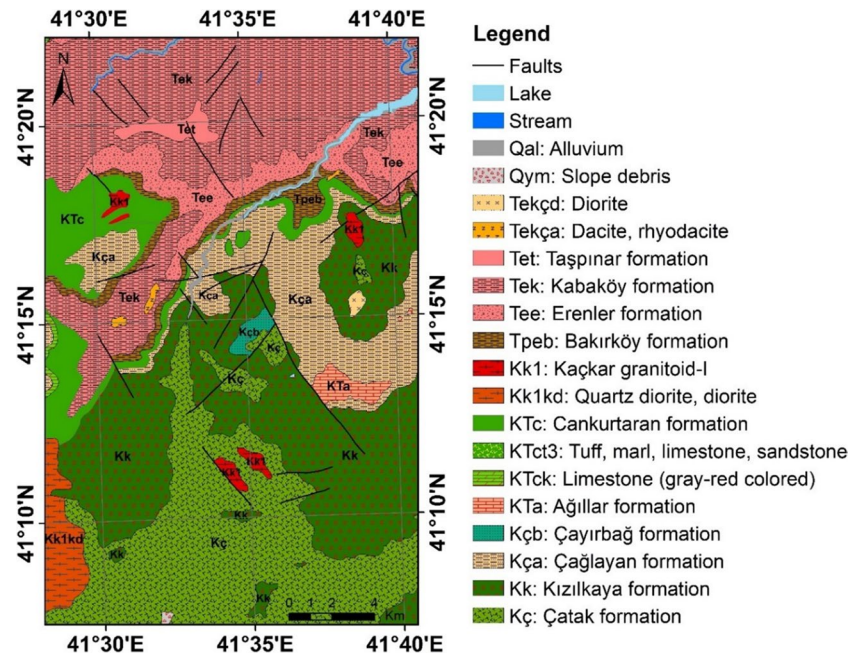 41°30'E 41°35'E 41°40'E
N
41°20'N
41°15'N
41°10'N
41°20'N
41°15'N
41°10'N
Tek
Tet
Tek
Tee
Tee
Kk1
Tpeb
KTc
Kk1
Kça
Kç
Kk
Tek
Kça
Kça
Kçb
Kç
Kç
KTa
Kk
Kk
Kk1
Kk1
Kk
Kç
Kk1kd
Kk
Kk
0 1 2 4
Km
41°30'E 41°35'E 41°40'E
Legend
Faults
Lake
Stream
Qal: Alluvium
Qym: Slope debris
Tekçd: Diorite
Tekça: Dacite, rhyodacite
Tet: Taşpınar formation
Tek: Kabaköy formation
Tee: Erenler formation
Tpeb: Bakırköy formation
Kk1: Kaçkar granitoid-I
Kk1kd: Quartz diorite, diorite
KTc: Cankurtaran formation
KTct3: Tuff, marl, limestone, sandstone
KTck: Limestone (gray-red colored)
KTa: Ağıllar formation
Kçb: Çayırbağ formation
Kça: Çağlayan formation
Kk: Kızılkaya formation
Kç: Çatak formation